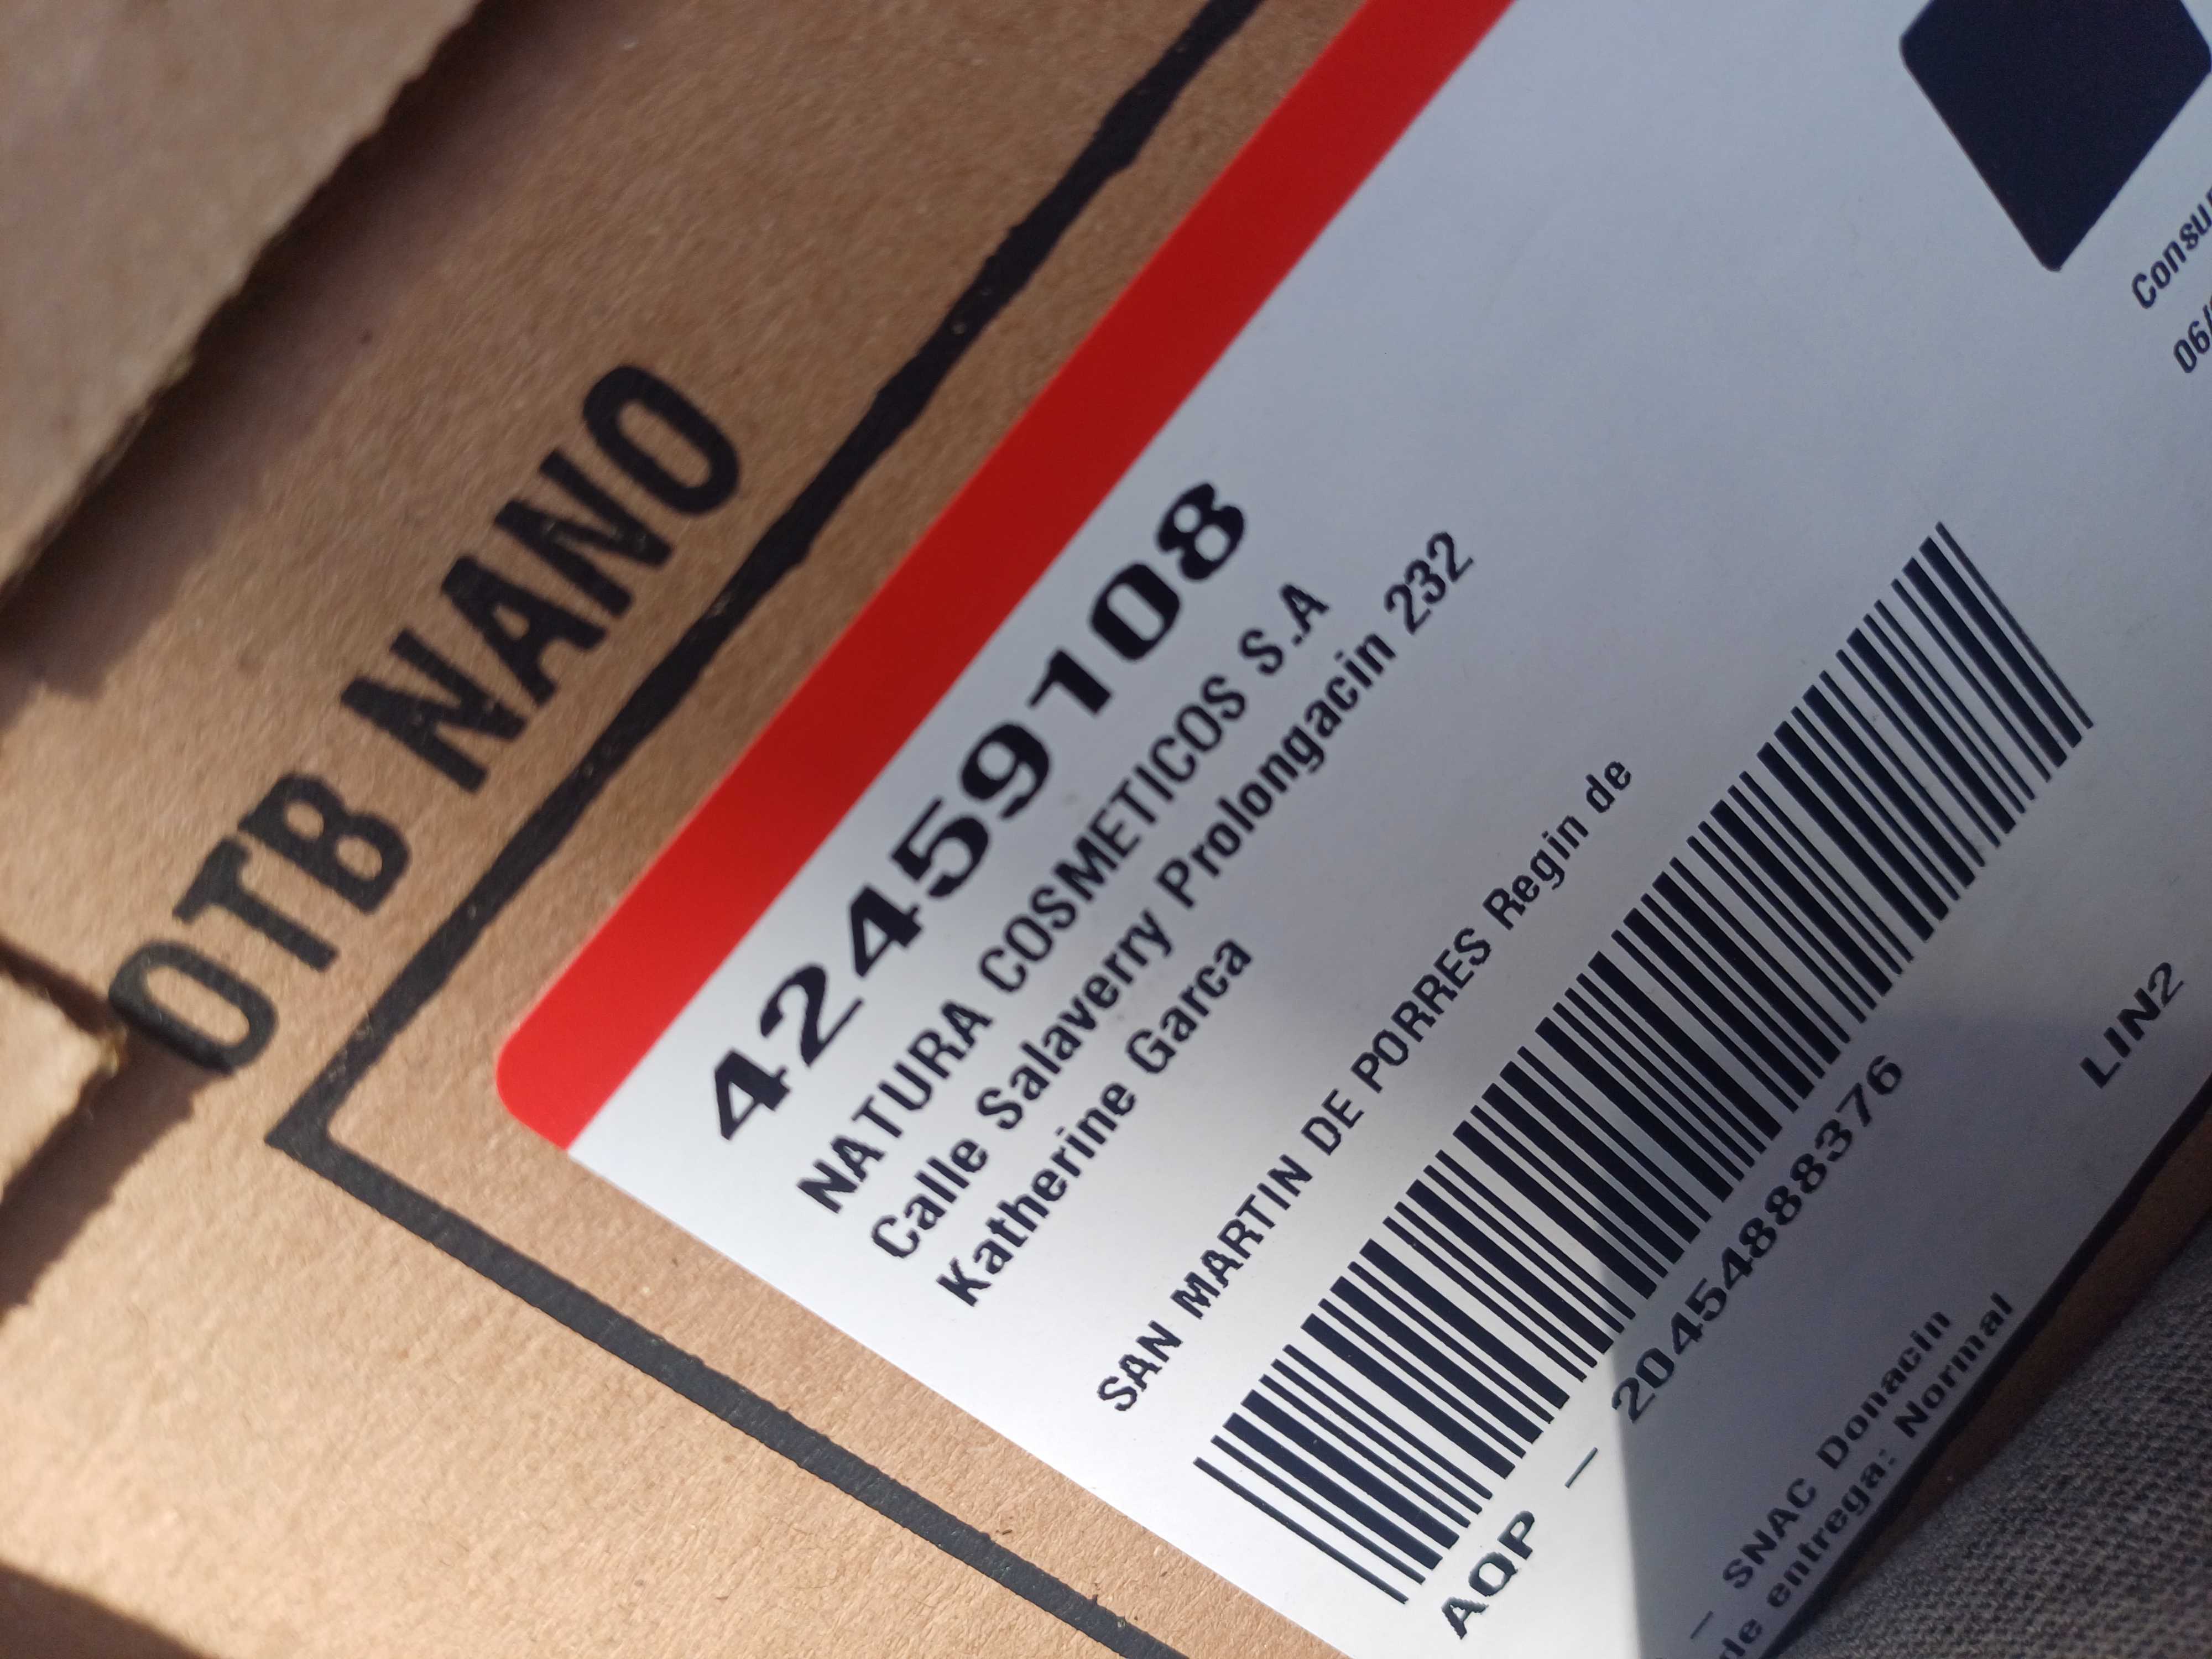 OTB NANO
42459108
NATURA COSMETICOS S.A
Calle Salaverry Prolongacin 232
Katherine Garca
SAN MARTIN DE PORRES Regin de
AQP - 20454888376
LIN2
- SNAC Donacin
de entrega: Normal